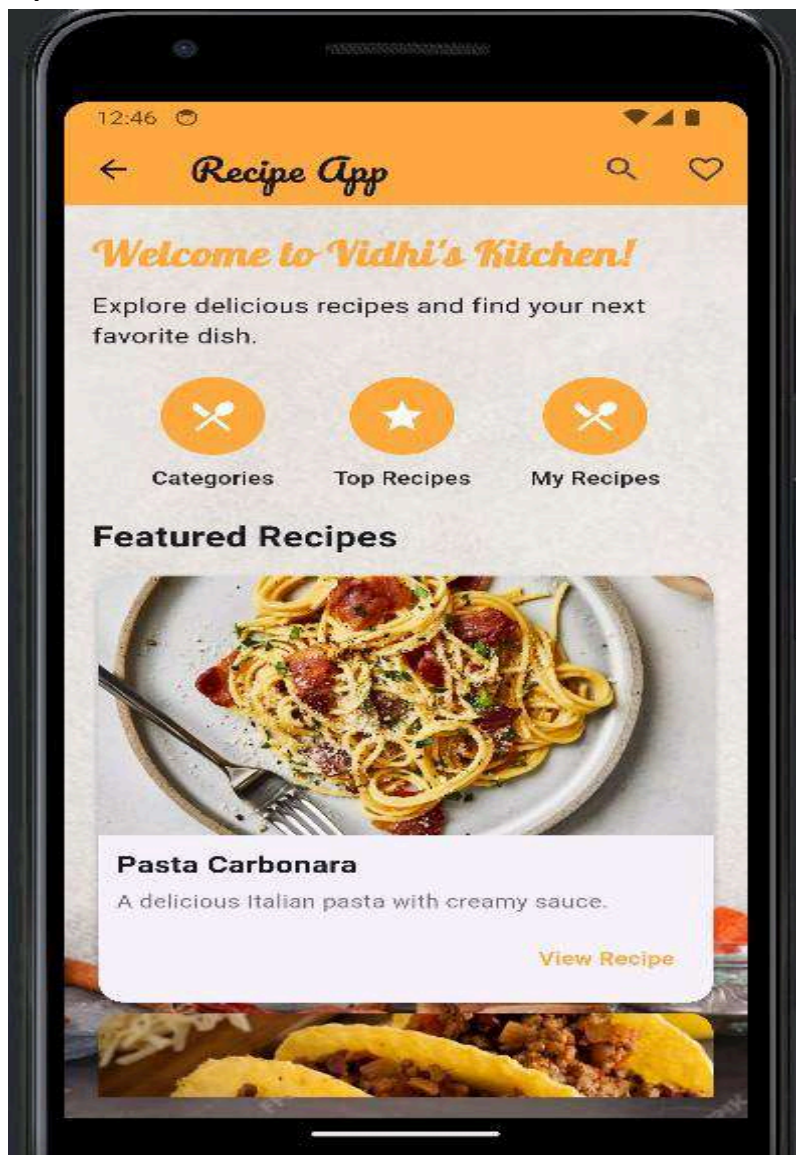 12:46
Recipe App
Welcome to Vidhi's Kitchen!
Explore delicious recipes and find your next
favorite dish.
Categories Top Recipes My Recipes
Featured Recipes
Pasta Carbonara
A delicious Italian pasta with creamy sauce.
View Recipe